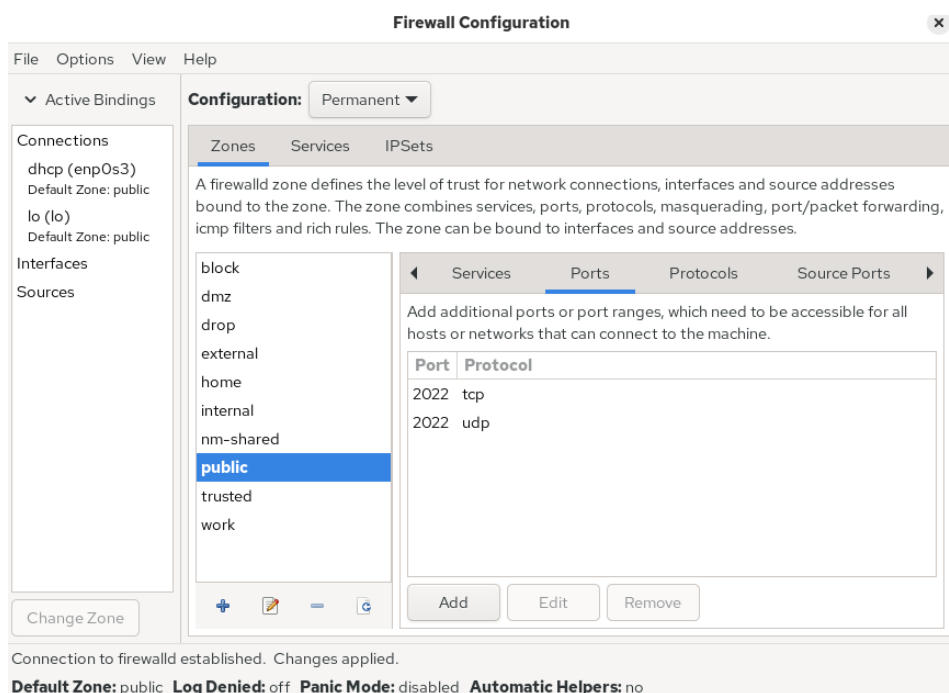 Firewall Configuration
File Options View Help
Active Bindings
Connections
dhcp (enp0s3)
Default Zone: public
lo (lo)
Default Zone: public
Interfaces
Sources
Change Zone
Configuration: Permanent
Zones Services IPSets
A firewalld zone defines the level of trust for network connections, interfaces and source addresses
bound to the zone. The zone combines services, ports, protocols, masquerading, port/packet forwarding,
icmp filters and rich rules. The zone can be bound to interfaces and source addresses.
block
dmz
drop
external
home
internal
nm-shared
public
trusted
work
Services Ports Protocols Source Ports
Add additional ports or port ranges, which need to be accessible for all
hosts or networks that can connect to the machine.
Port Protocol
2022 tcp
2022 udp
Add Edit Remove
Connection to firewalld established. Changes applied.
Default Zone: public Log Denied: off Panic Mode: disabled Automatic Helpers: no